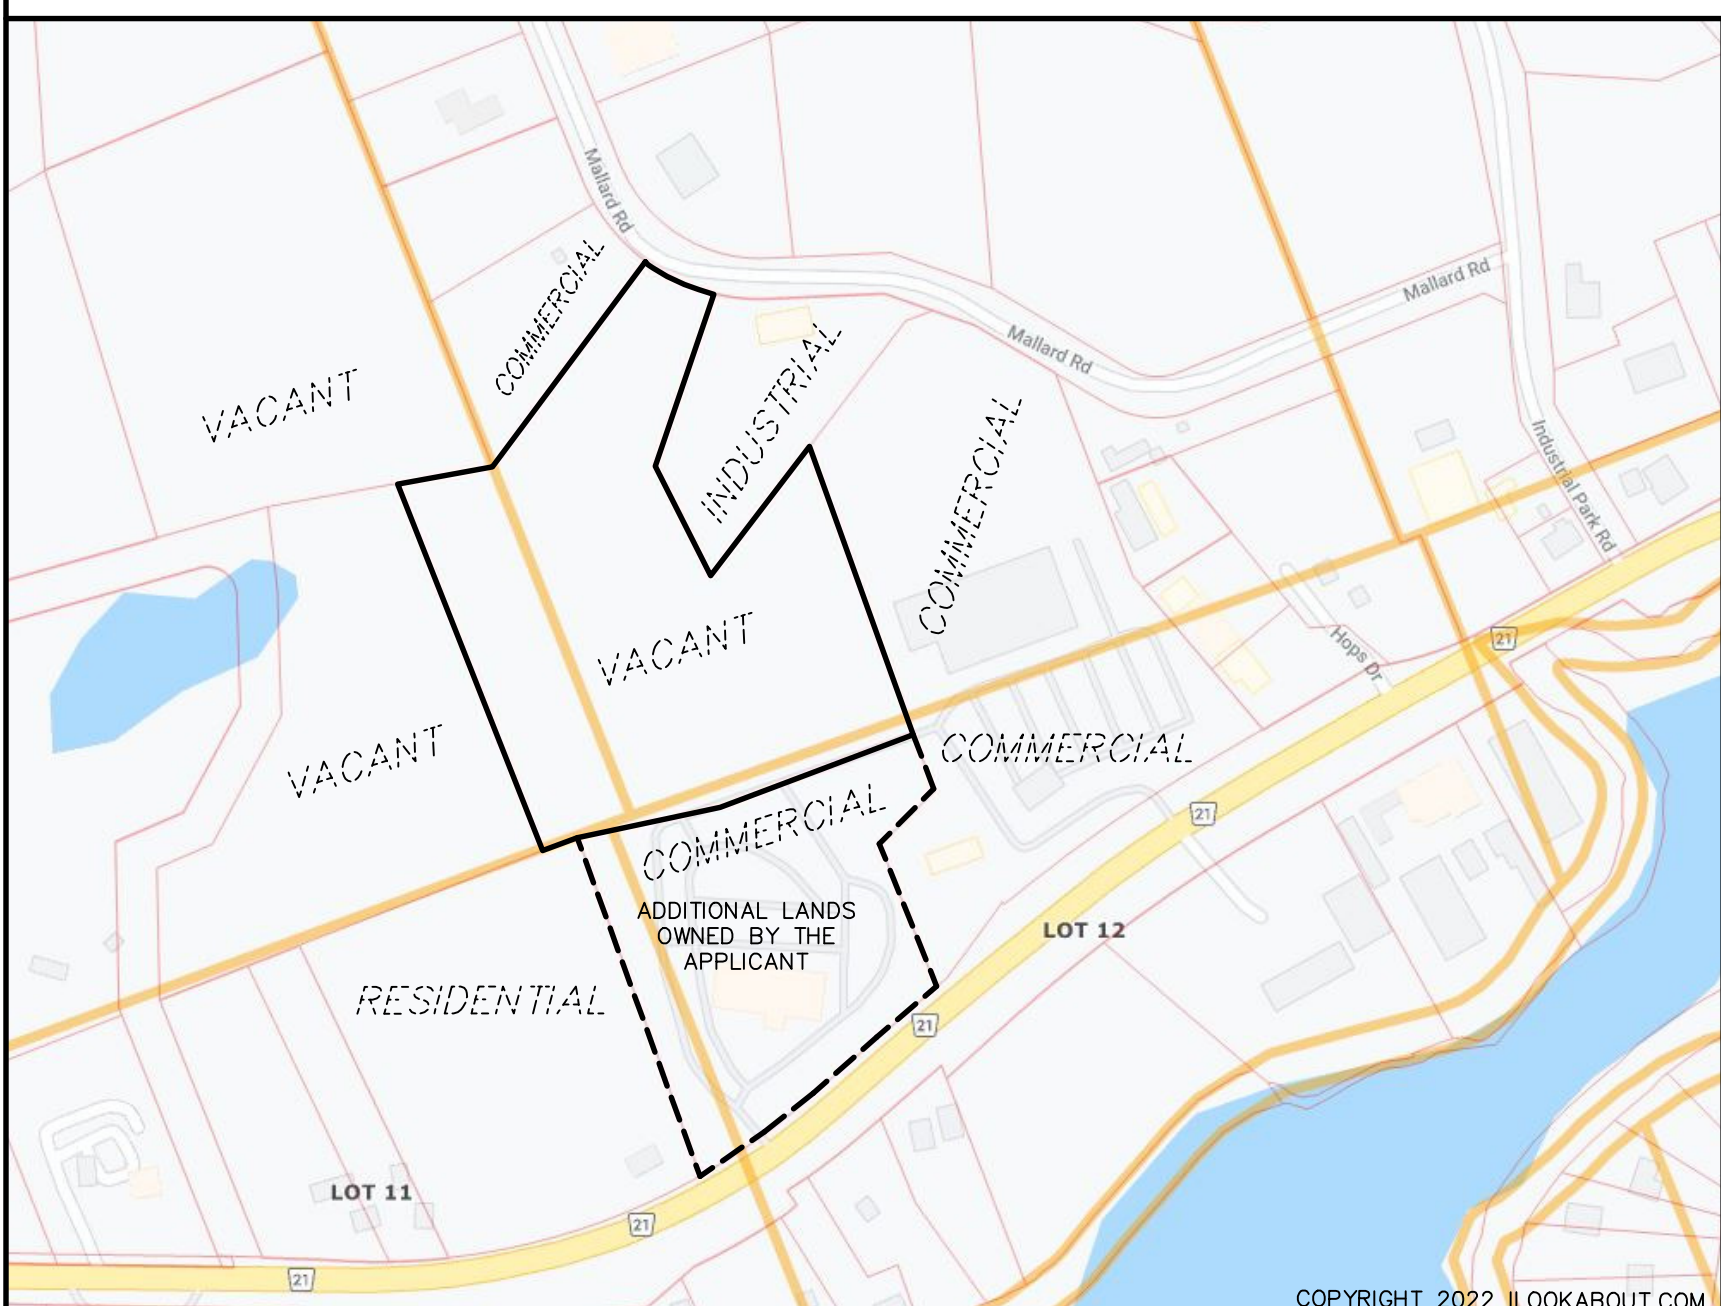 Mallard Rd
COMMERCIAL
Mallard Rd
Mallard Rd
INDUSTRIAL
VACANT
COMMERCIAL
Industrial Park Rd
VACANT
Hops Dr
21
VACANT
COMMERCIAL
COMMERCIAL
21
ADDITIONAL LANDS
OWNED BY THE
APPLICANT
LOT 12
RESIDENTIAL
21
LOT 11
21
21
COPYRIGHT 2022 ILOOKABOUT.COM